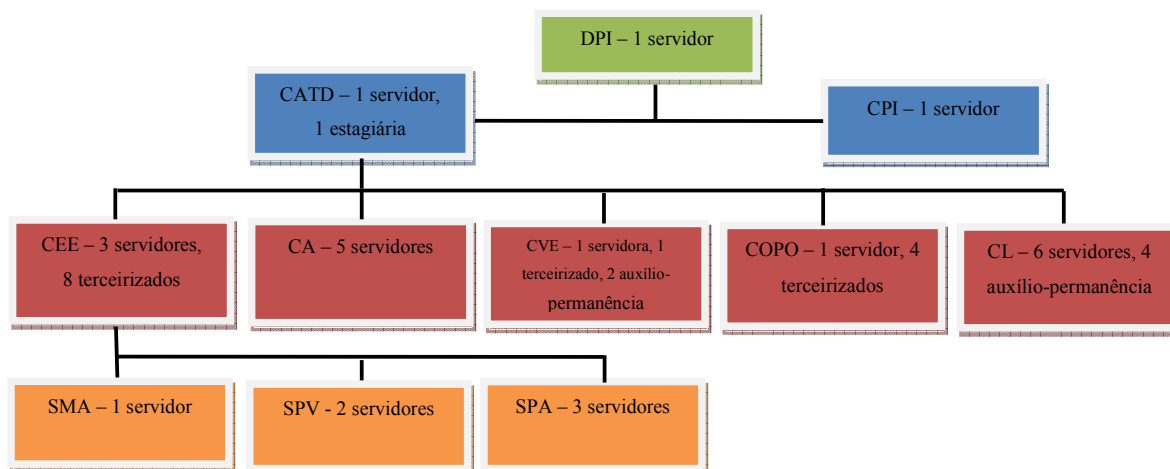 DPI – 1 servidor
CATD – 1 servidor,
1 estagiária
CPI – 1 servidor
CEE – 3 servidores,
8 terceirizados
CA – 5 servidores
CVE – 1 servidora, 1
terceirizado, 2 auxílio-
permanência
COPO – 1 servidor, 4
terceirizados
CL – 6 servidores, 4
auxílio-permanência
SMA – 1 servidor
SPV - 2 servidores
SPA – 3 servidores